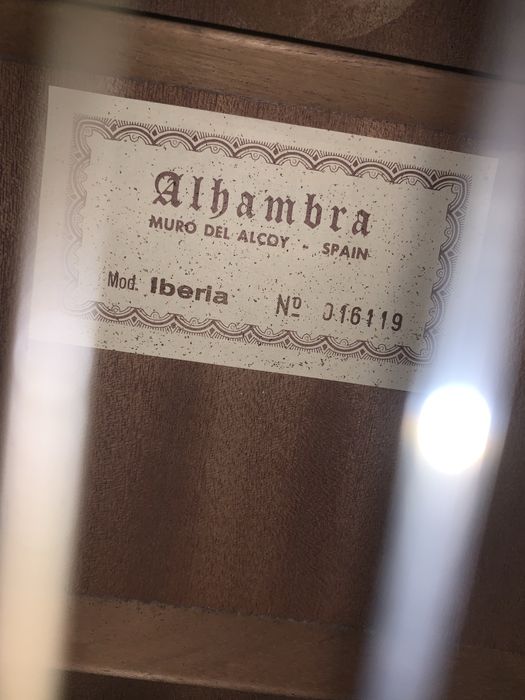 Alhambra
MURO DEL ALCOY - SPAIN
Mod. Iberia Nº 016119